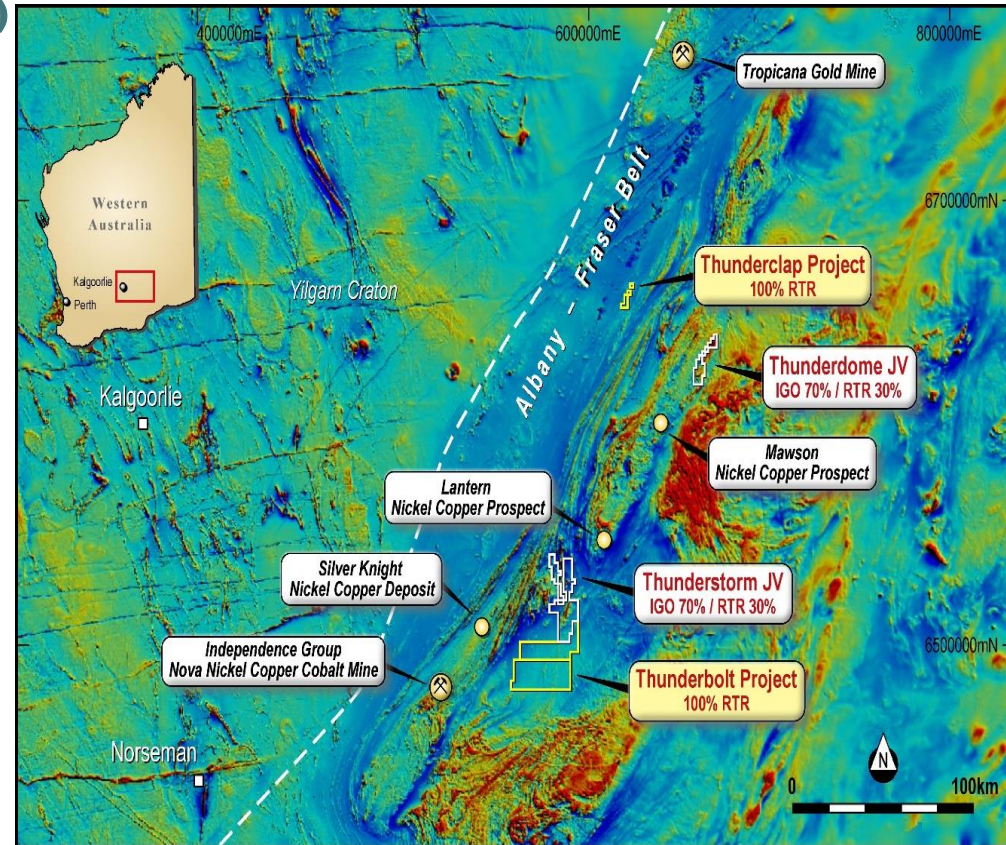 400000mE
600000mE
800000mE
Tropicana Gold Mine
Western
Australia
Kalgoorlie
Perth
6700000mN
Yilgarn Craton
Albany - Fraser Belt
Thunderclap Project
100% RTR
Thunderdome JV
IGO 70% / RTR 30%
Kalgoorlie
Mawson
Nickel Copper Prospect
Lantern
Nickel Copper Prospect
Silver Knight
Nickel Copper Deposit
Thunderstorm JV
IGO 70% / RTR 30%
Independence Group
Nova Nickel Copper Cobalt Mine
6500000mN
Thunderbolt Project
100% RTR
Norseman
N
0
100km